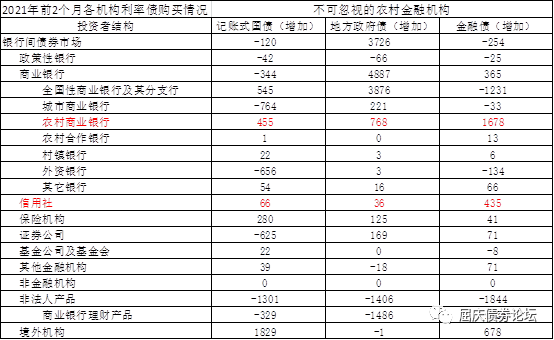 2021年前2个月各机构利率债购买情况 不可忽视的农村金融机构
投资者结构 记账式国债（增加） 地方政府债（增加） 金融债（增加）
银行间债券市场 -120 3726 -254
政策性银行 -42 -66 -25
商业银行 -344 4887 365
全国性商业银行及其分支行 545 3876 -1231
城市商业银行 -764 221 -33
农村商业银行 455 768 1678
农村合作银行 1 0 13
村镇银行 22 3 6
外资银行 -656 3 -134
其它银行 54 16 66
信用社 66 36 435
保险机构 280 125 41
证券公司 -625 169 71
基金公司及基金会 22 0 -8
其他金融机构 39 -18 71
非金融机构 0 0 0
非法人产品 -1301 -1406 -1844
商业银行理财产品 -329 -1486
境外机构 1829 -1 678
屈庆债券论坛